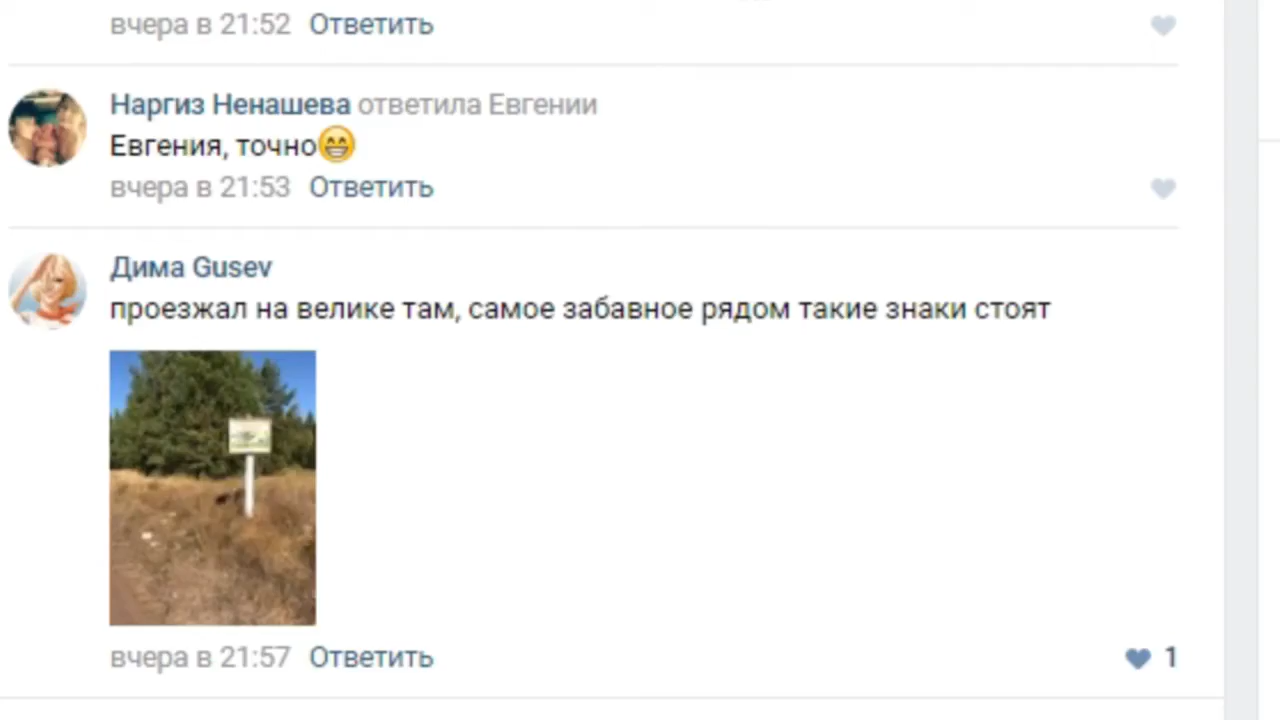 вчера в 21:52 Ответить
Наргиз Ненашева ответила Евгении
Евгения, точно😁
вчера в 21:53 Ответить
Дима Gusev
проезжал на велике там, самое забавное рядом такие знаки стоят
вчера в 21:57 Ответить 1